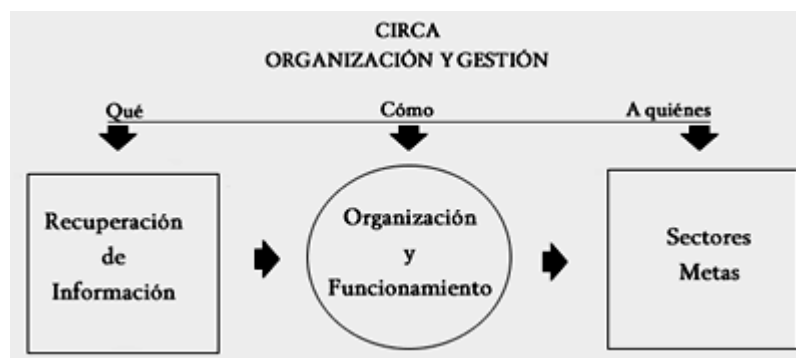 CIRCA
ORGANIZACIÓN Y GESTIÓN
Qué
Cómo
A quiénes
Recuperación
de
Información
Organización
y
Funcionamiento
Sectores
Metas